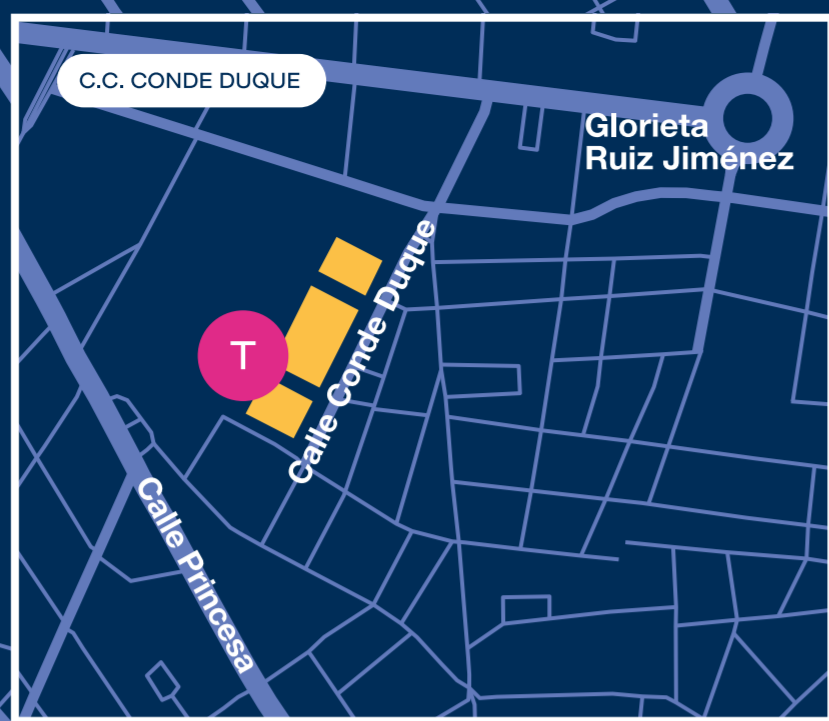 C.C. CONDE DUQUE
Glorieta
Ruiz Jiménez
Calle Conde Duque
T
Calle Princesa